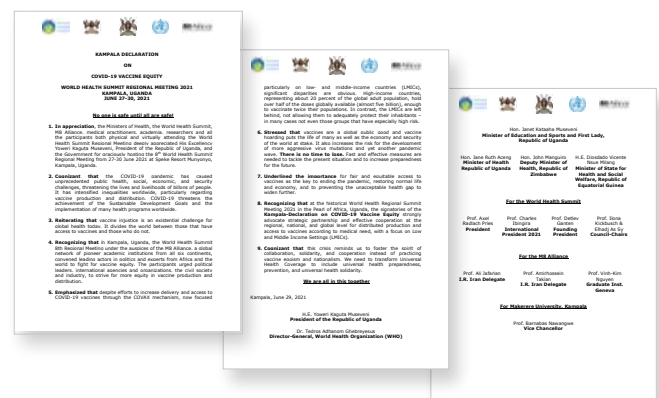 KAMPALA DECLARATION
ON
COVID-19 VACCINE EQUITY
WORLD HEALTH SUMMIT REGIONAL MEETING 2021
KAMPALA, UGANDA
JUNE 27-30, 2021
No one is safe until all are safe!
1. In appreciation, the Ministers of Health, the World Health Summit,
M8 Alliance, medical practitioners, academia, researchers and all
the participants both physical and virtually attending the World
Health Summit Regional Meeting deeply appreciated His Excellency
Yoweri Kaguta Museveni, President of the Republic of Uganda, and
the Government for graciously hosting the 8th World Health Summit
Regional Meeting from 27-30 June 2021 at Speke Resort Munyonyo,
Kampala, Uganda.
2. Cognizant that the COVID-19 pandemic has caused
unprecedented public health, social, economic, and security
challenges, threatening the lives and livelihoods of billions of people.
It has intensified inequities worldwide, particularly regarding
vaccine production and distribution. COVID-19 threatens the
achievement of the Sustainable Development Goals and the
implementation of many health programs worldwide.
3. Reiterating that vaccine injustice is an existential challenge for
global health today. It divides the world between those that have
access to vaccines and those who do not.
4. Recognizing that in Kampala, Uganda, the World Health Summit
8th Regional Meeting under the auspices of the M8 Alliance, a global
network of pioneer academic institutions from all six continents,
convened leading actors in politics and experts from Africa and the
world to fight for vaccine equity. The participants urged political
leaders, international agencies and organizations, the civil society
and industry, to strive for more equity in vaccine production and
distribution.
5. Emphasized that despite efforts to increase delivery and access to
COVID-19 vaccines through the COVAX mechanism, now focused
particularly on low- and middle-income countries (LMICs),
significant disparities are obvious. High-income countries,
representing about 20 percent of the global adult population, hold
over half of the doses globally available (almost five billion), enough
to vaccinate twice their populations. In contrast, the LMICs are left
behind, not allowing them to adequately protect their inhabitants –
in many cases not even those groups that have especially high risk.
6. Stressed that vaccines are a global public good and vaccine
hoarding puts the life of many as well as the economy and security
of the world at stake. It also increases the risk for the development
of more aggressive virus mutations and yet another pandemic
wave. There is no time to lose. Fast and effective measures are
needed to tackle the present situation and to increase preparedness
for the future.
7. Underlined the importance for fair and equitable access to
vaccines as the key to ending the pandemic, restoring normal life
and economy, and to preventing the unacceptable health gap to
widen further.
8. Recognizing that at the historical World Health Regional Summit
Meeting 2021 in the Pearl of Africa, Uganda, the signatories of the
Kampala-Declaration on COVID-19 Vaccine Equity strongly
advocate strategic partnership and effective cooperation at the
regional, national, and global level for distributed production and
access to vaccines according to medical need, with a focus on Low
and Middle Income Settings (LMICs).
9. Cognizant that this crisis reminds us to foster the spirit of
collaboration, solidarity, and cooperation instead of practicing
vaccine egoism and nationalism. We need to transform Universal
Health Coverage to include universal health preparedness,
prevention, and universal health solidarity.
We are all in this together
Kampala, June 29, 2021
H.E. Yoweri Kaguta Museveni
President of the Republic of Uganda
Dr. Tedros Adhanom Ghebreyesus
Director-General, World Health Organization (WHO)
Hon. Janet Kataaha Museveni
Minister of Education and Sports and First Lady,
Republic of Uganda
Hon. Jane Ruth Aceng
Minister of Health
Republic of Uganda
Hon. John Mangwiro
Deputy Minister of
Health, Republic of
Zimbabwe
H.E. Diosdado Vicente
Nsue Milang
Minister of State for
Health and Social
Welfare, Republic of
Equatorial Guinea
For the World Health Summit
Prof. Axel
Radlach Pries
President
Prof. Charles
Ibingira
International
President 2021
Prof. Detlev
Ganten
Founding
President
Prof. Ilona
Kickbusch &
Elhadj As Sy
Council-Chairs
For the M8 Alliance
Prof. Ali Jafarian
I.R. Iran Delegate
Prof. Amirhossein
Takian
I.R. Iran Delegate
Prof. Vinh-Kim
Nguyen
Graduate Inst.
Geneva
For Makerere University, Kampala
Prof. Barnabas Nawangwe
Vice Chancellor